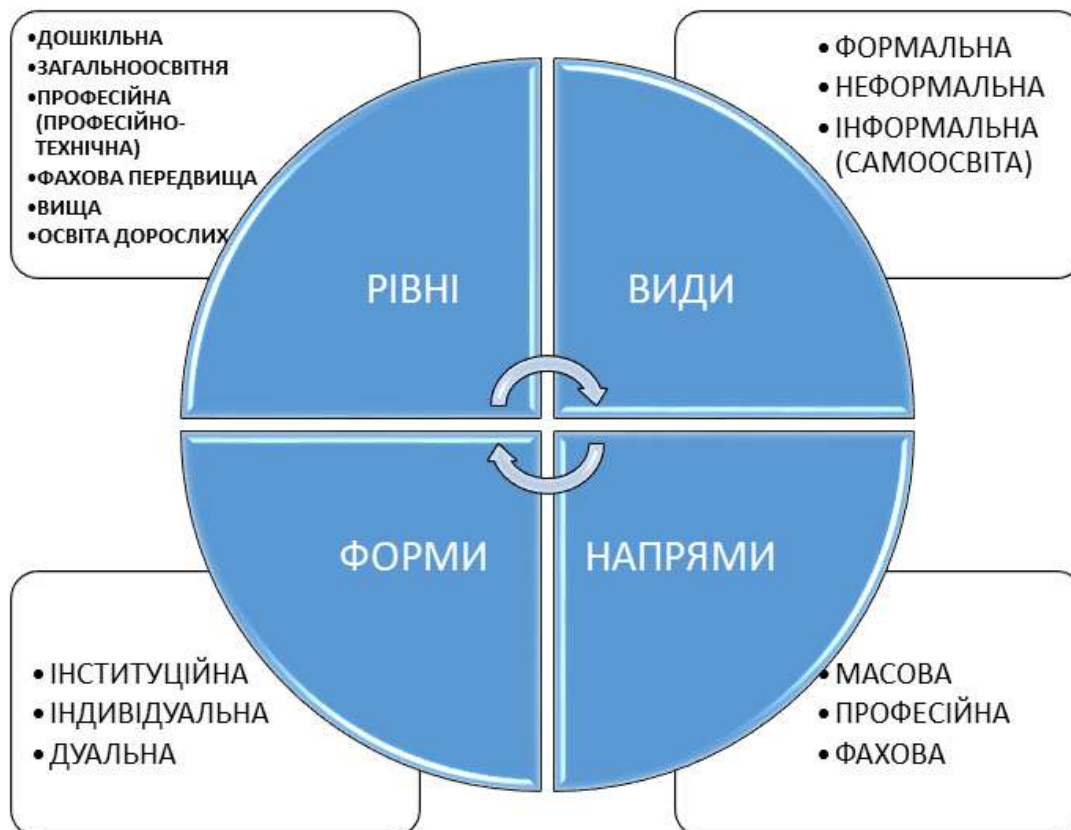 •ДОШКІЛЬНА
•ЗАГАЛЬНООСВІТНЯ
•ПРОФЕСІЙНА
(ПРОФЕСІЙНО-
ТЕХНІЧНА)
•ФАХОВА ПЕРЕДВИЩА
•ВИЩА
•ОСВІТА ДОРОСЛИХ
•ФОРМАЛЬНА
•НЕФОРМАЛЬНА
•ІНФОРМАЛЬНА
(САМООСВІТА)
РІВНІ
ВИДИ
ФОРМИ
НАПРЯМИ
•ІНСТИТУЦІЙНА
•ІНДИВІДУАЛЬНА
•ДУАЛЬНА
•МАСОВА
•ПРОФЕСІЙНА
•ФАХОВА